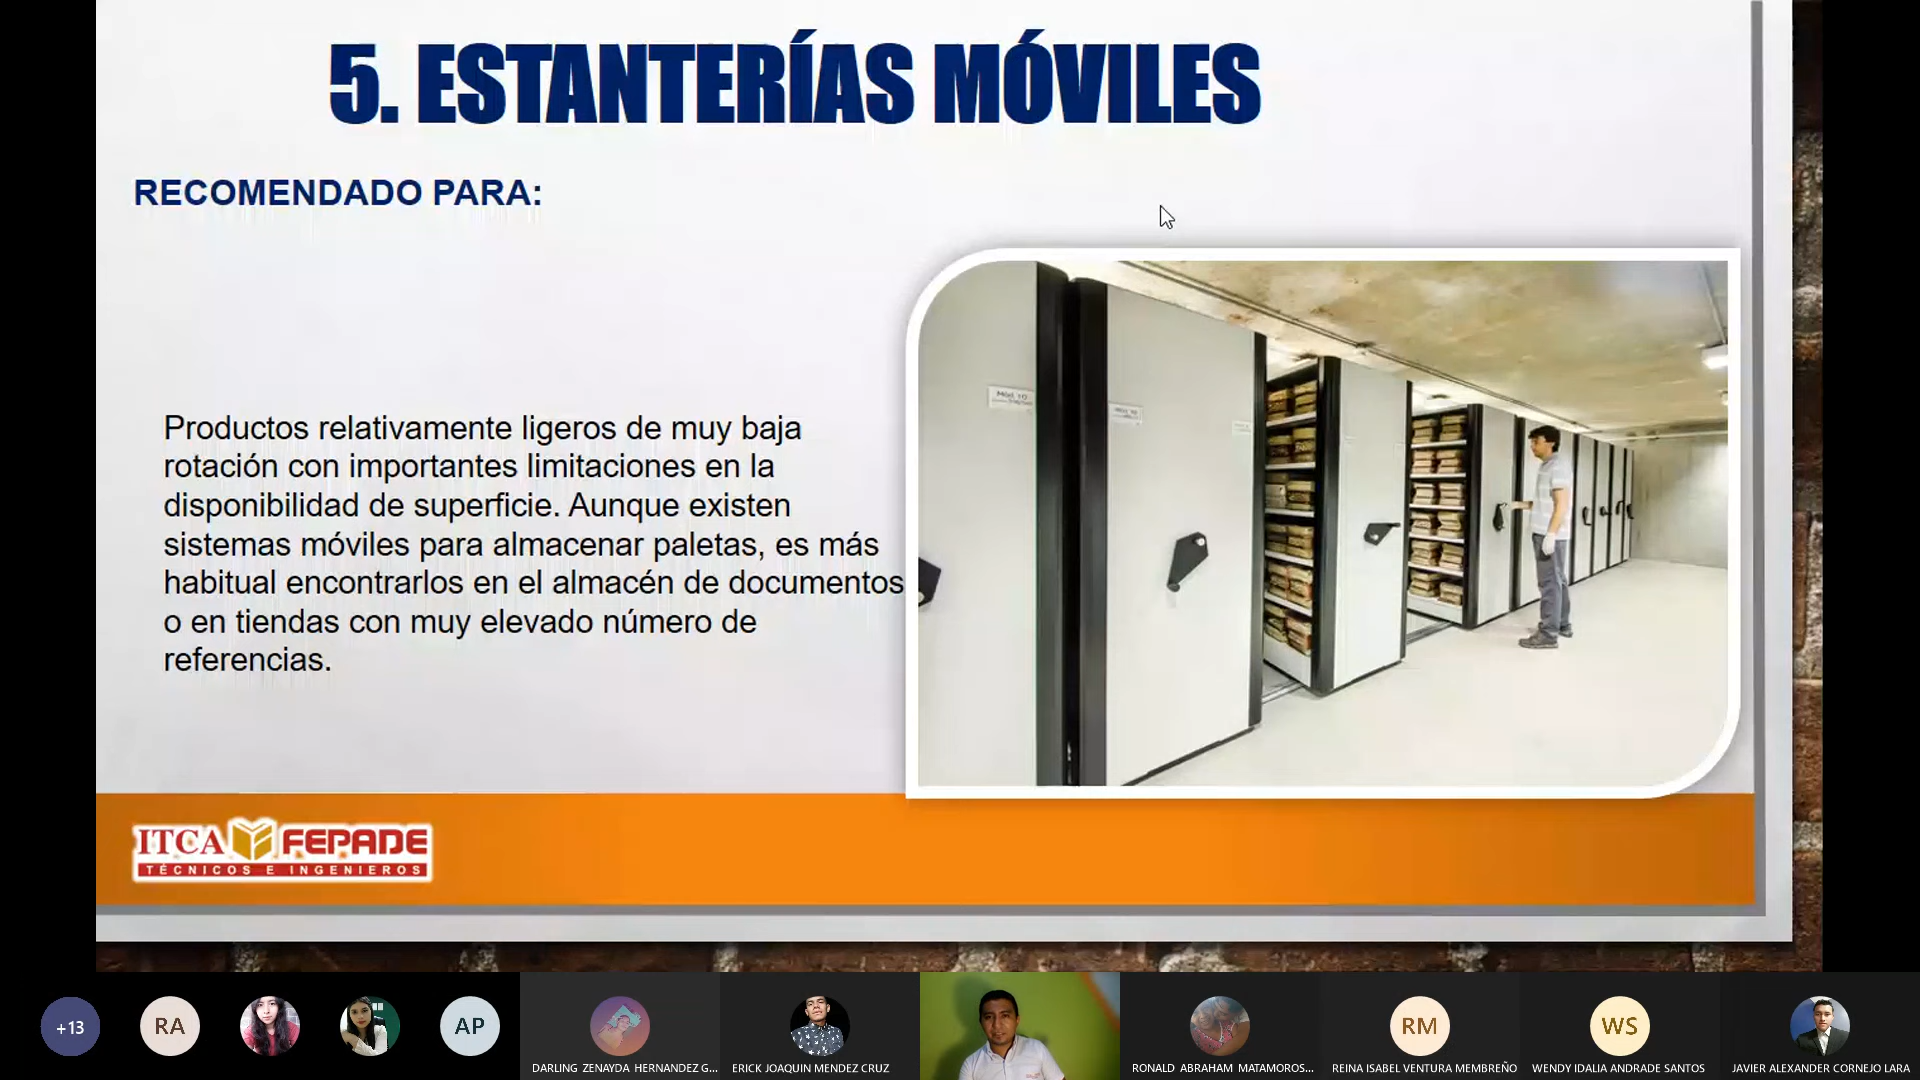 5. ESTANTERÍAS MÓVILES
RECOMENDADO PARA:
Productos relativamente ligeros de muy baja
rotación con importantes limitaciones en la
disponibilidad de superficie. Aunque existen
sistemas móviles para almacenar paletas, es más
habitual encontrarlos en el almacén de documentos
o en tiendas con muy elevado número de
referencias.
ITCA FEPADE
TÉCNICOS E INGENIEROS
+13
RA
AP
RM
WS
DARLING ZENAYDA HERNANDEZ G...
ERICK JOAQUIN MENDEZ CRUZ
RONALD ABRAHAM MATAMOROS...
REINA ISABEL VENTURA MEMBREÑO
WENDY IDALIA ANDRADE SANTOS
JAVIER ALEXANDER CORNEJO LARA